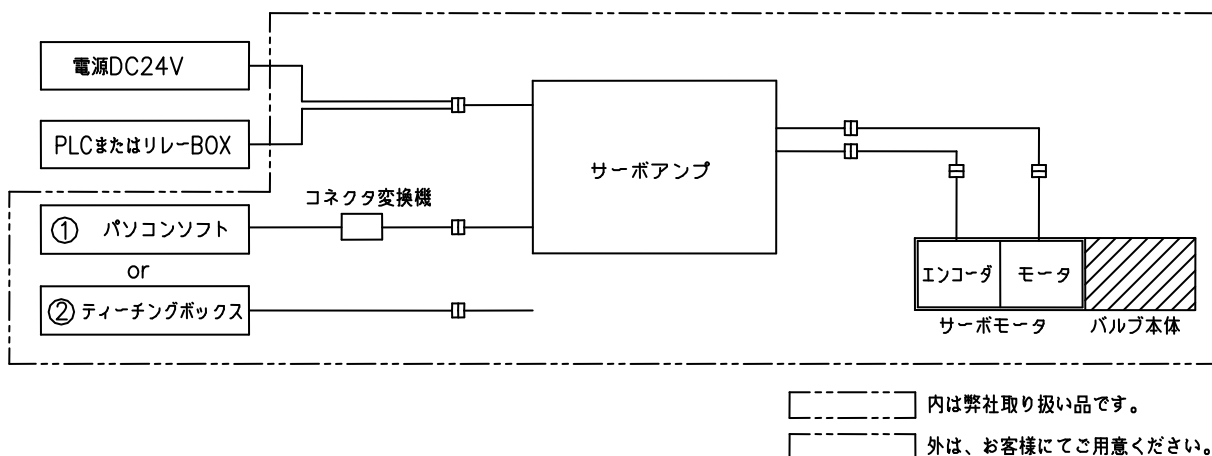 電源DC24V
PLCまたはリレーBOX
コネクタ変換機
サーボアンプ
① パソコンソフト
or
② ティーチングボックス
エンコーダ
モータ
サーボモータ
バルブ本体
内は弊社取り扱い品です。
外は、お客様にてご用意ください。